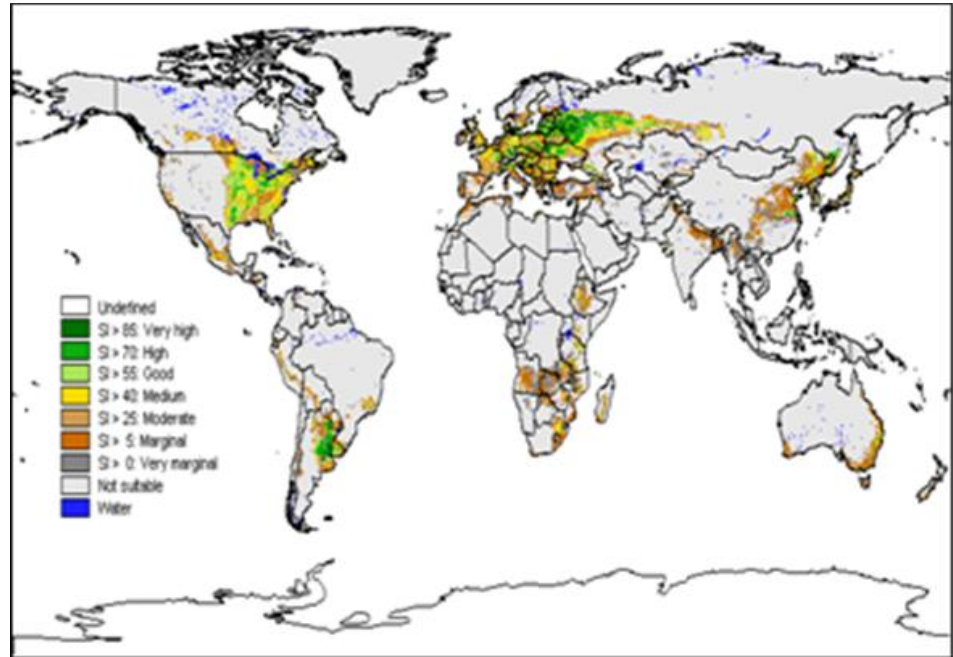 Undefined
SI > 85: Very high
SI > 70: High
SI > 55: Good
SI > 40: Medium
SI > 25: Moderate
SI > 5: Marginal
SI > 0: Very marginal
Not suitable
Water